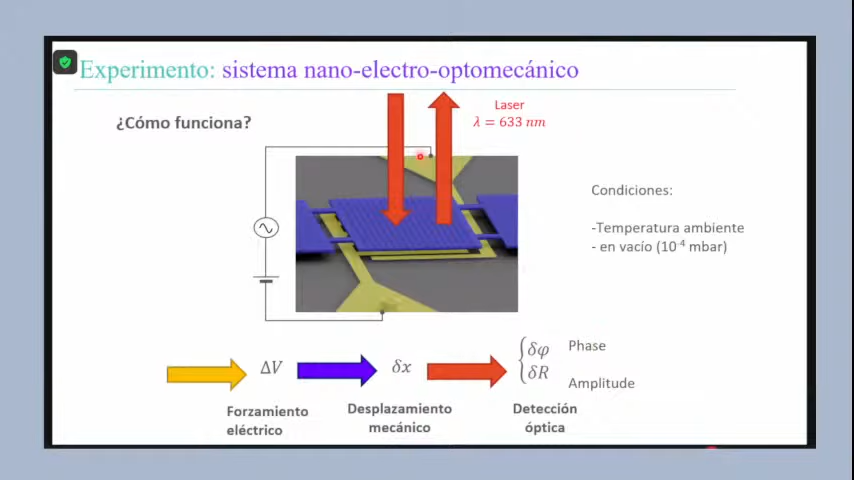 Experimento: sistema nano-electro-optomecánico
¿Cómo funciona?
Laser
λ = 633 nm
Condiciones:
-Temperatura ambiente
- en vacío (10⁻⁴ mbar)
ΔV
δx
δφ
Phase
δR
Amplitude
Forzamiento
eléctrico
Desplazamiento
mecánico
Detección
óptica